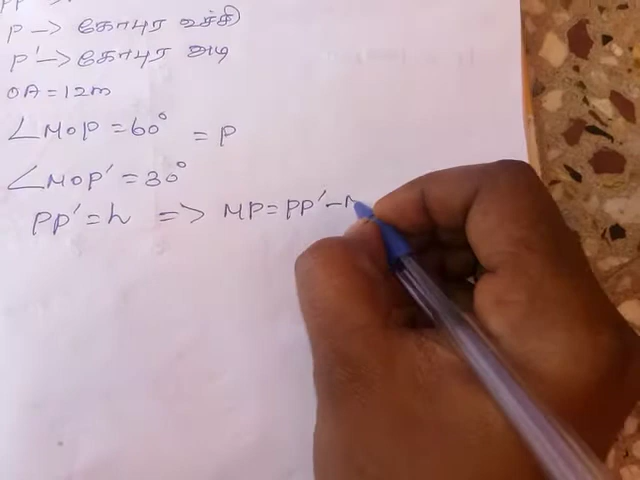 P -> கோபுர உச்சி
P' -> கோபுர அடி
OA = 12m
∠MOP = 60° = P
∠MOP' = 30°
PP' = h => MP = PP' -